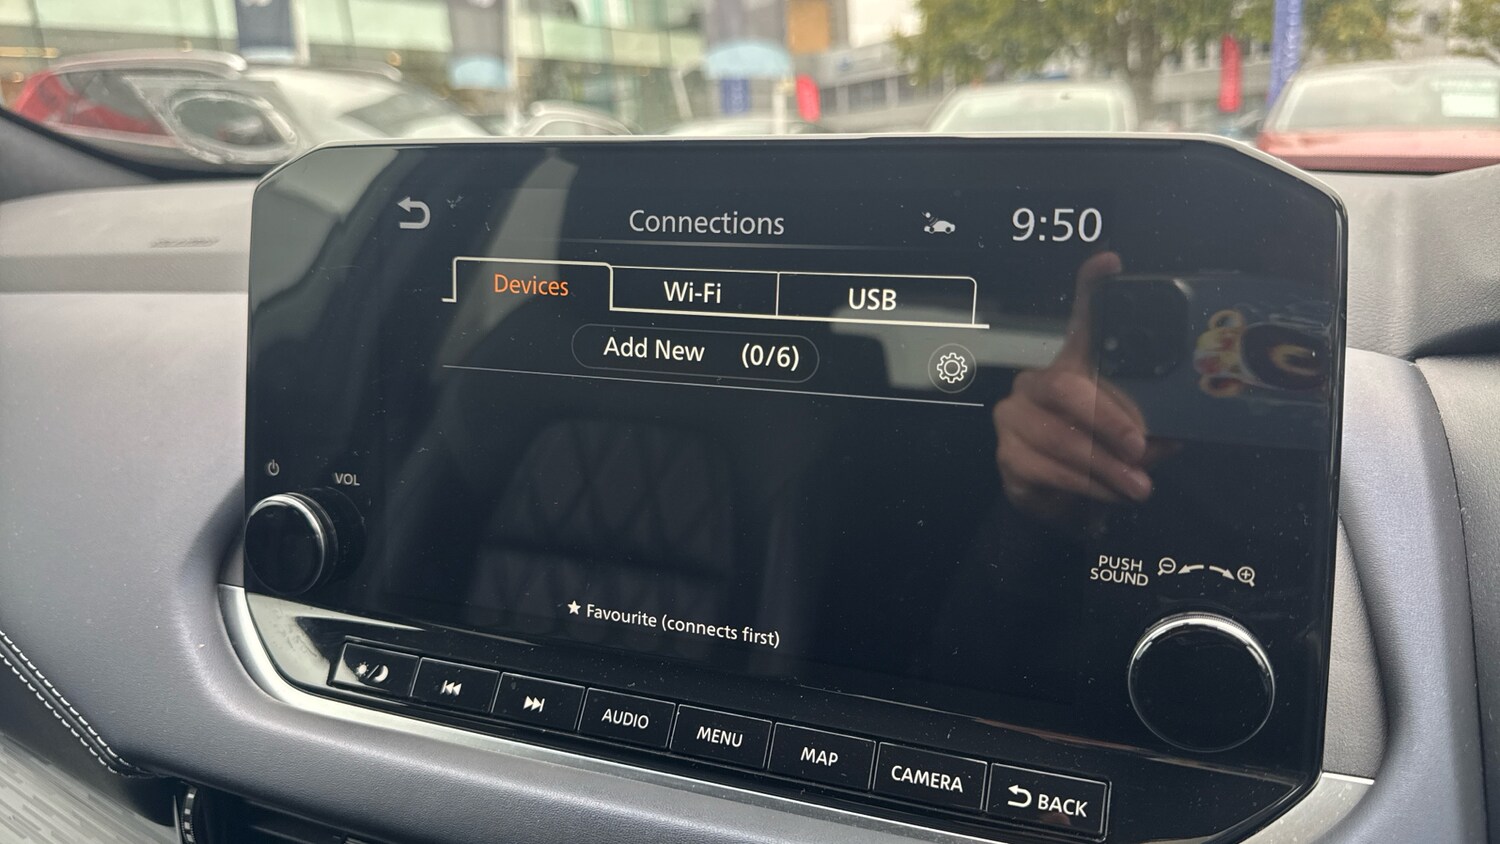 Connections
9:50
Devices
Wi-Fi
USB
Add New (0/6)
VOL
PUSH
SOUND
★ Favourite (connects first)
AUDIO
MENU
MAP
CAMERA
BACK